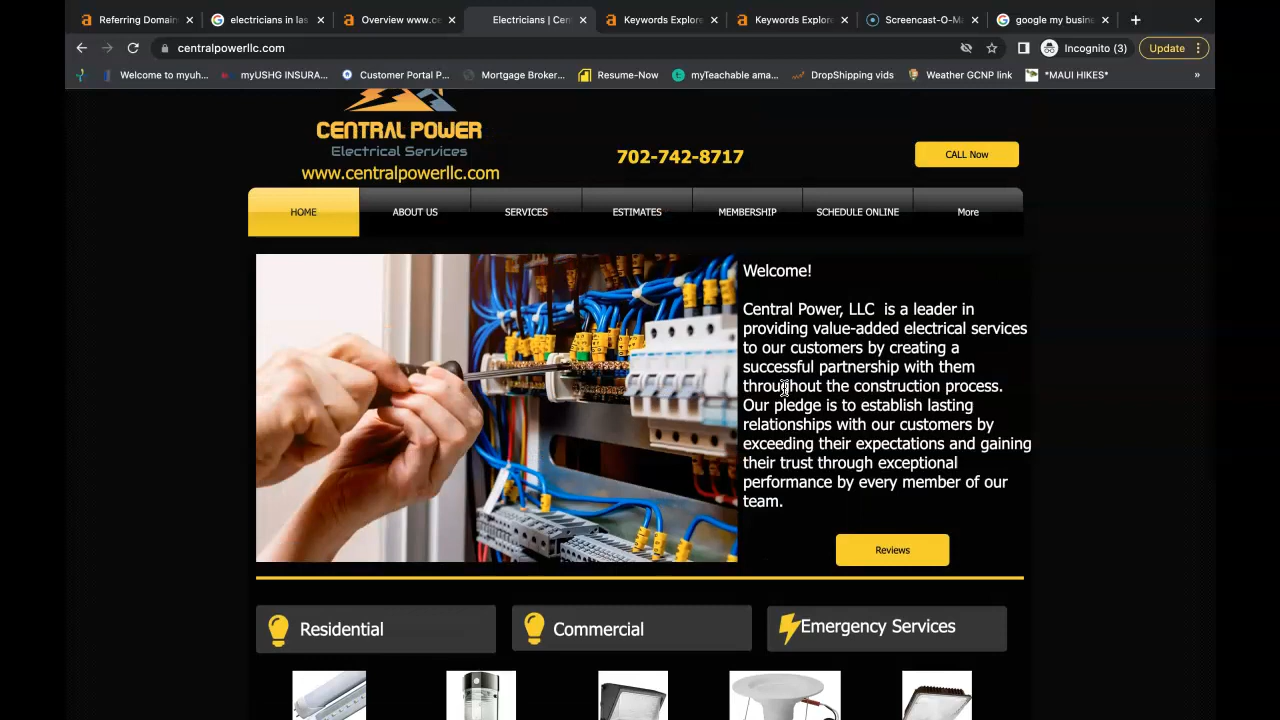 Referring Domain
electricians in las
Overview www.ce
Electricians | Cen
Keywords Explore
Keywords Explor
Screencast-O-Ma
google my busin
centralpowerllc.com
Incognito (3)
Update
Welcome to myuh...
myUSHG INSURA...
Customer Portal P...
Mortgage Broker...
Resume-Now
myTeachable ama...
DropShipping vids
Weather GCNP link
*MAUI HIKES*
»
CENTRAL POWER
Electrical Services
www.centralpowerllc.com
702-742-8717
CALL Now
HOME
ABOUT US
SERVICES
ESTIMATES
MEMBERSHIP
SCHEDULE ONLINE
More
Welcome!
Central Power, LLC is a leader in
providing value-added electrical services
to our customers by creating a
successful partnership with them
throughout the construction process.
Our pledge is to establish lasting
relationships with our customers by
exceeding their expectations and gaining
their trust through exceptional
performance by every member of our
team.
Reviews
Residential
Commercial
Emergency Services